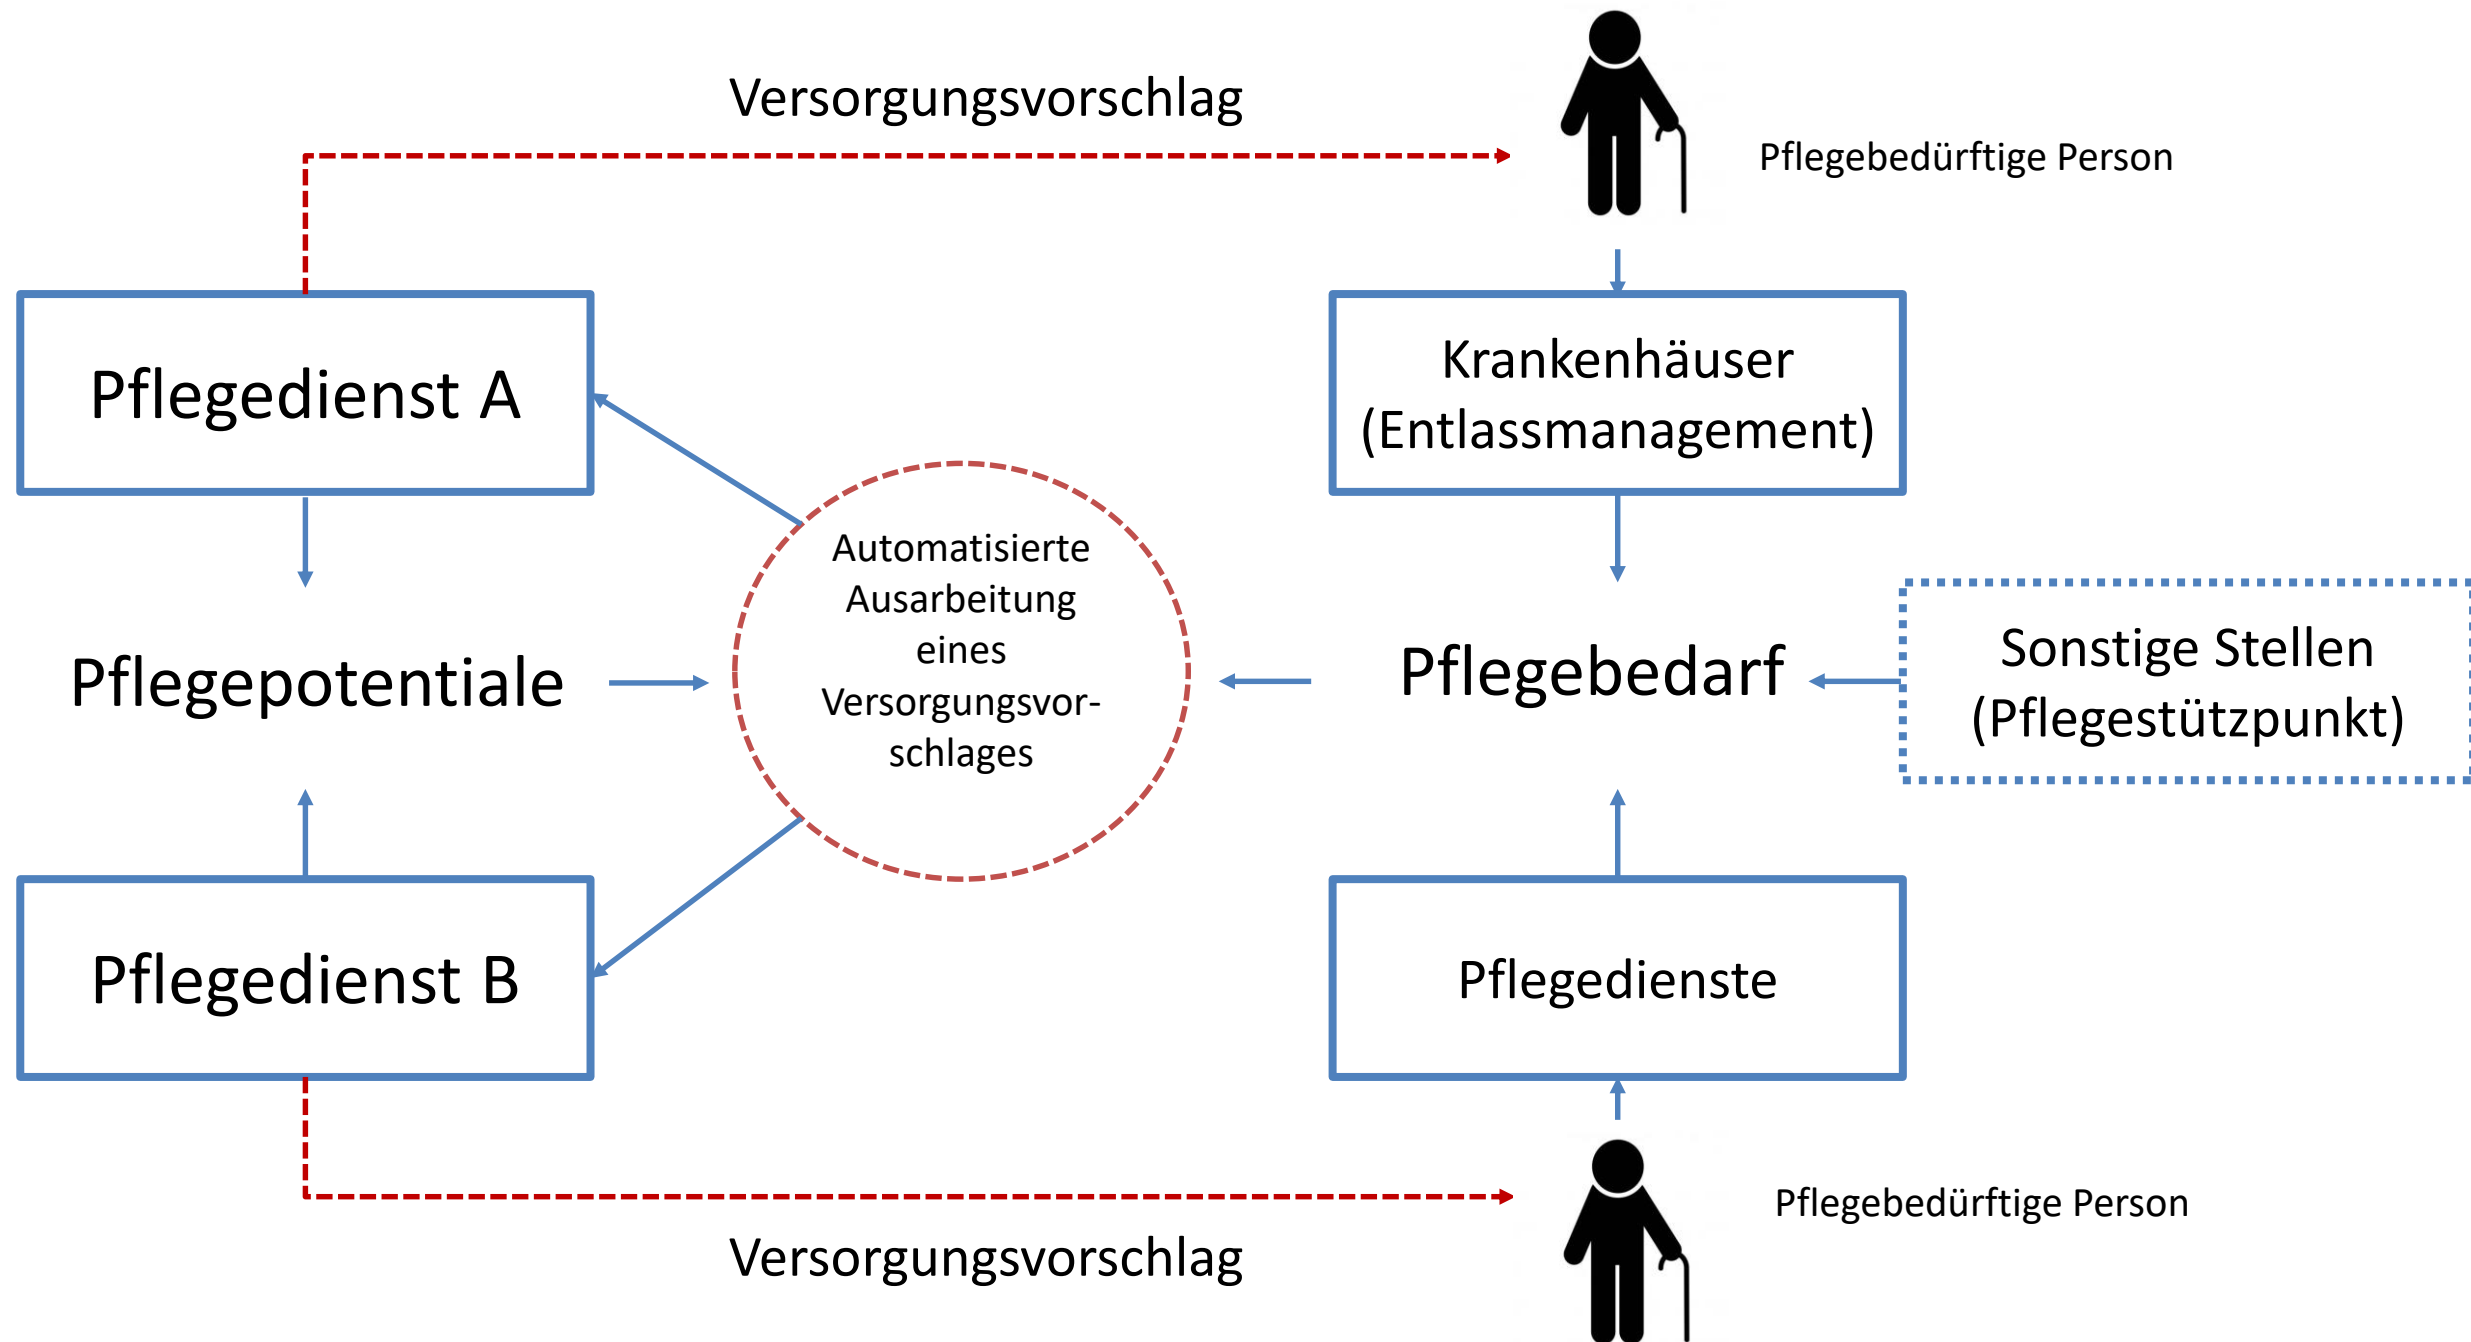 Versorgungsvorschlag
Pflegebedürftige Person
Pflegedienst A
Krankenhäuser
(Entlassmanagement)
Automatisierte
Ausarbeitung
eines
Versorgungsvor-
schlages
Pflegepotentiale
Pflegebedarf
Sonstige Stellen
(Pflegestützpunkt)
Pflegedienst B
Pflegedienste
Pflegebedürftige Person
Versorgungsvorschlag